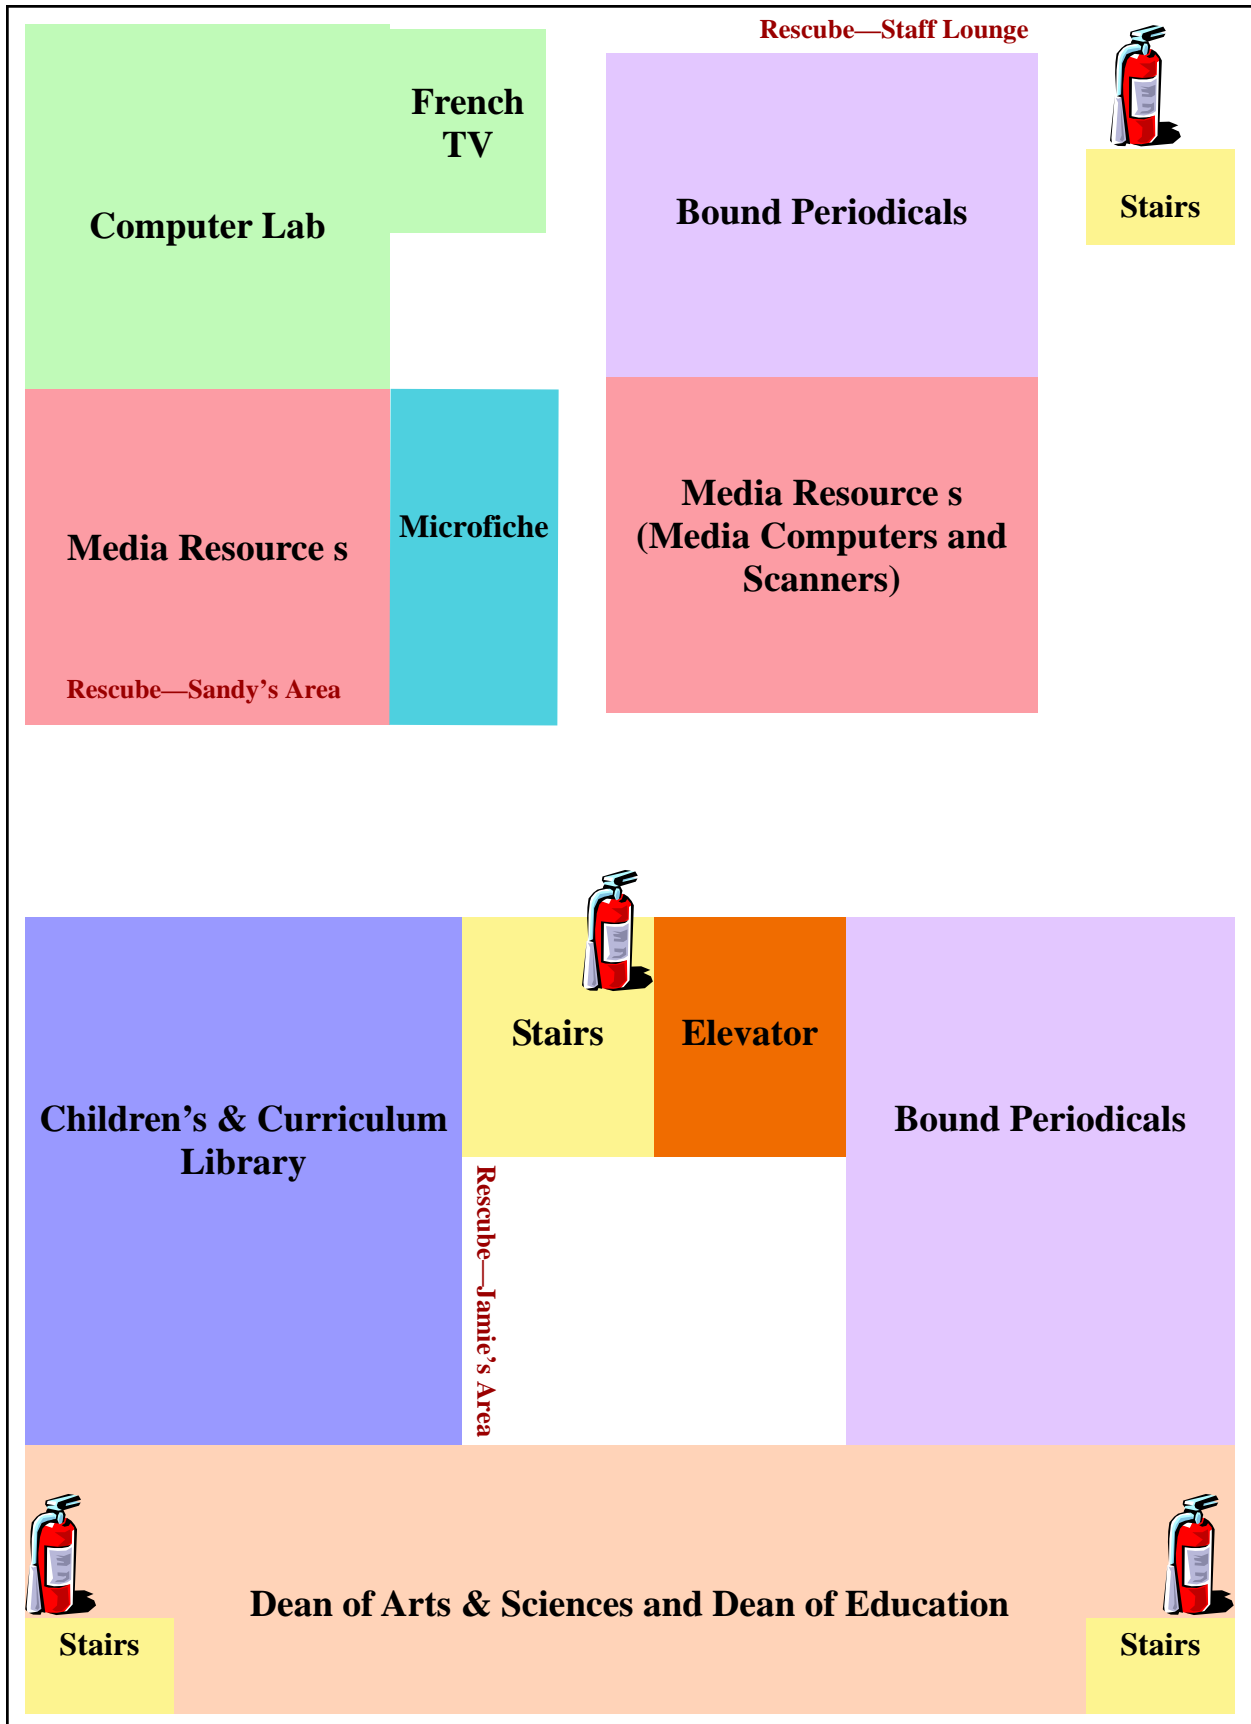 Rescube—Staff Lounge
French
TV
Computer Lab
Bound Periodicals
Stairs
Media Resource s
Microfiche
Media Resource s
(Media Computers and
Scanners)
Rescube—Sandy’s Area
Stairs
Elevator
Children’s & Curriculum
Library
Bound Periodicals
Rescube—Jamie’s Area
Dean of Arts & Sciences and Dean of Education
Stairs
Stairs